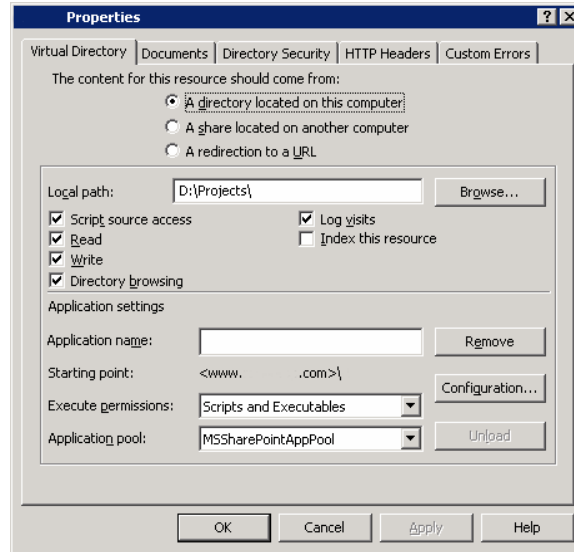 Properties
Virtual Directory Documents Directory Security HTTP Headers Custom Errors
The content for this resource should come from:
A directory located on this computer
A share located on another computer
A redirection to a URL
Local path: D:\Projects\ Browse...
Script source access Log visits
Read Index this resource
Write
Directory browsing
Application settings
Application name: Remove
Starting point: <www. .com>\
Configuration...
Execute permissions: Scripts and Executables
Application pool: MSSharePointAppPool Unload
OK Cancel Apply Help